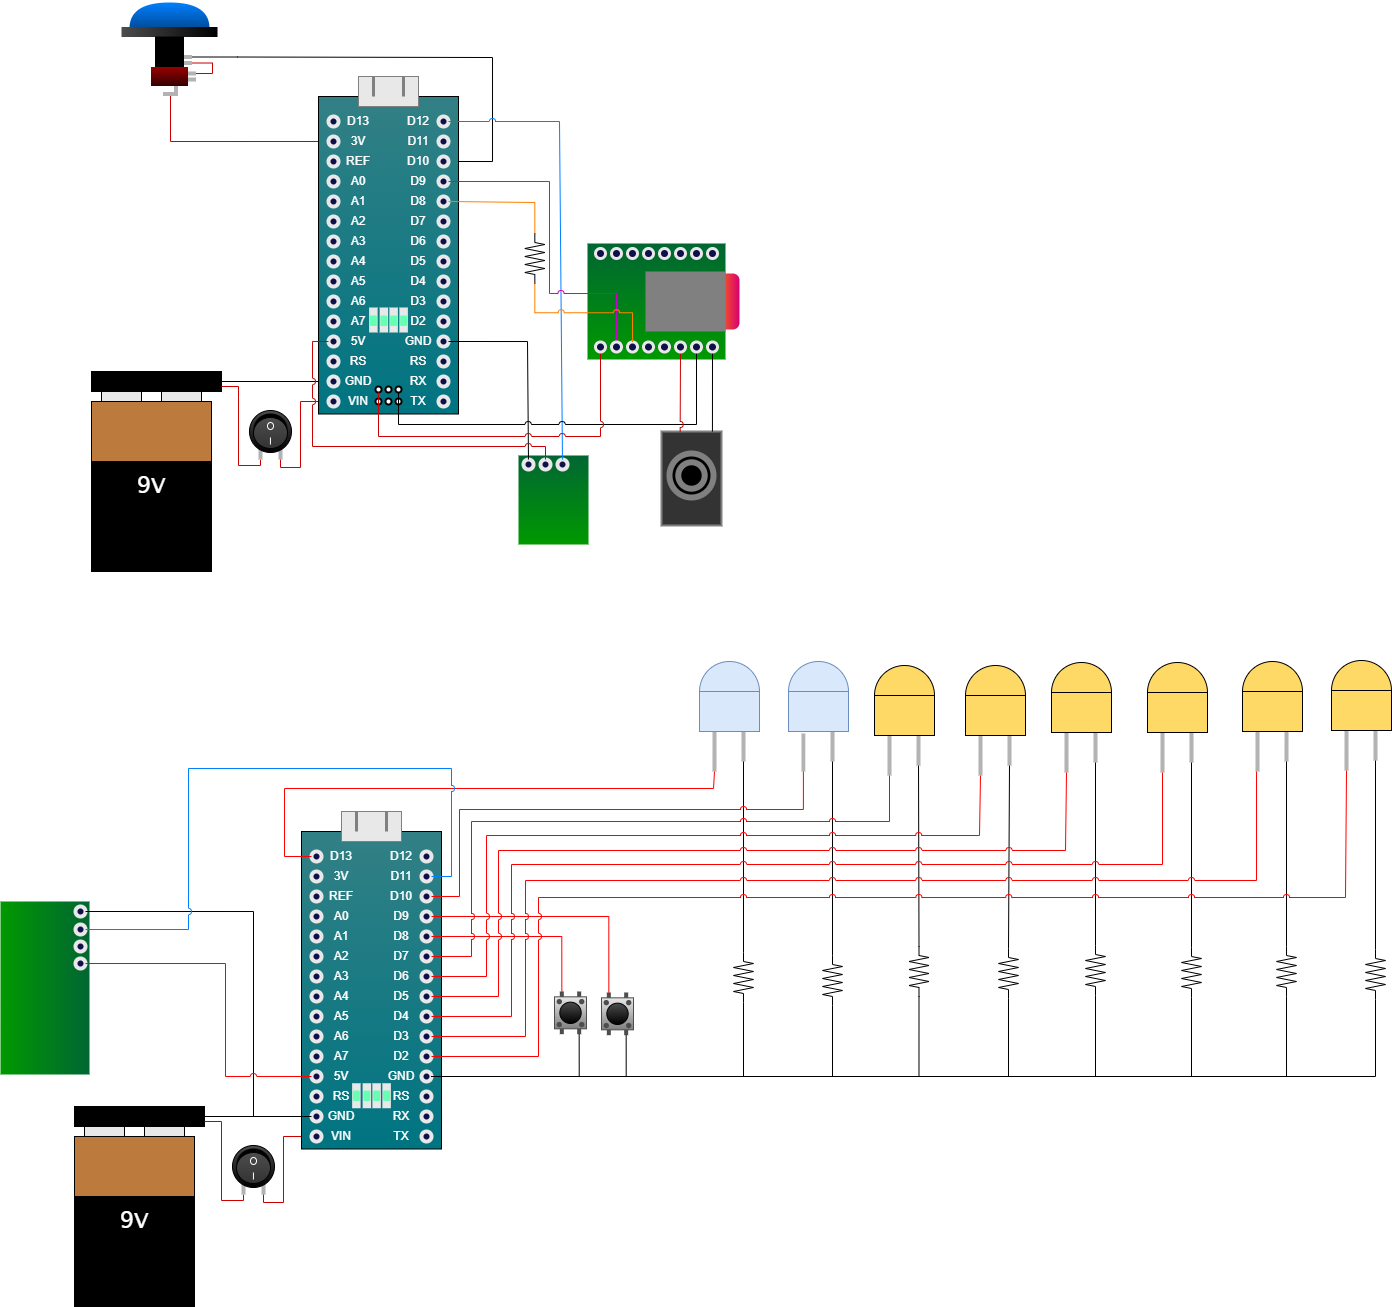 D13 D12
3V D11
REF D10
A0 D9
A1 D8
A2 D7
A3 D6
A4 D5
A5 D4
A6 D3
A7 D2
5V GND
RS RS
GND RX
VIN TX
O
I
9V
D13 D12
3V D11
REF D10
A0 D9
A1 D8
A2 D7
A3 D6
A4 D5
A5 D4
A6 D3
A7 D2
5V GND
RS RS
GND RX
VIN TX
O
I
9V